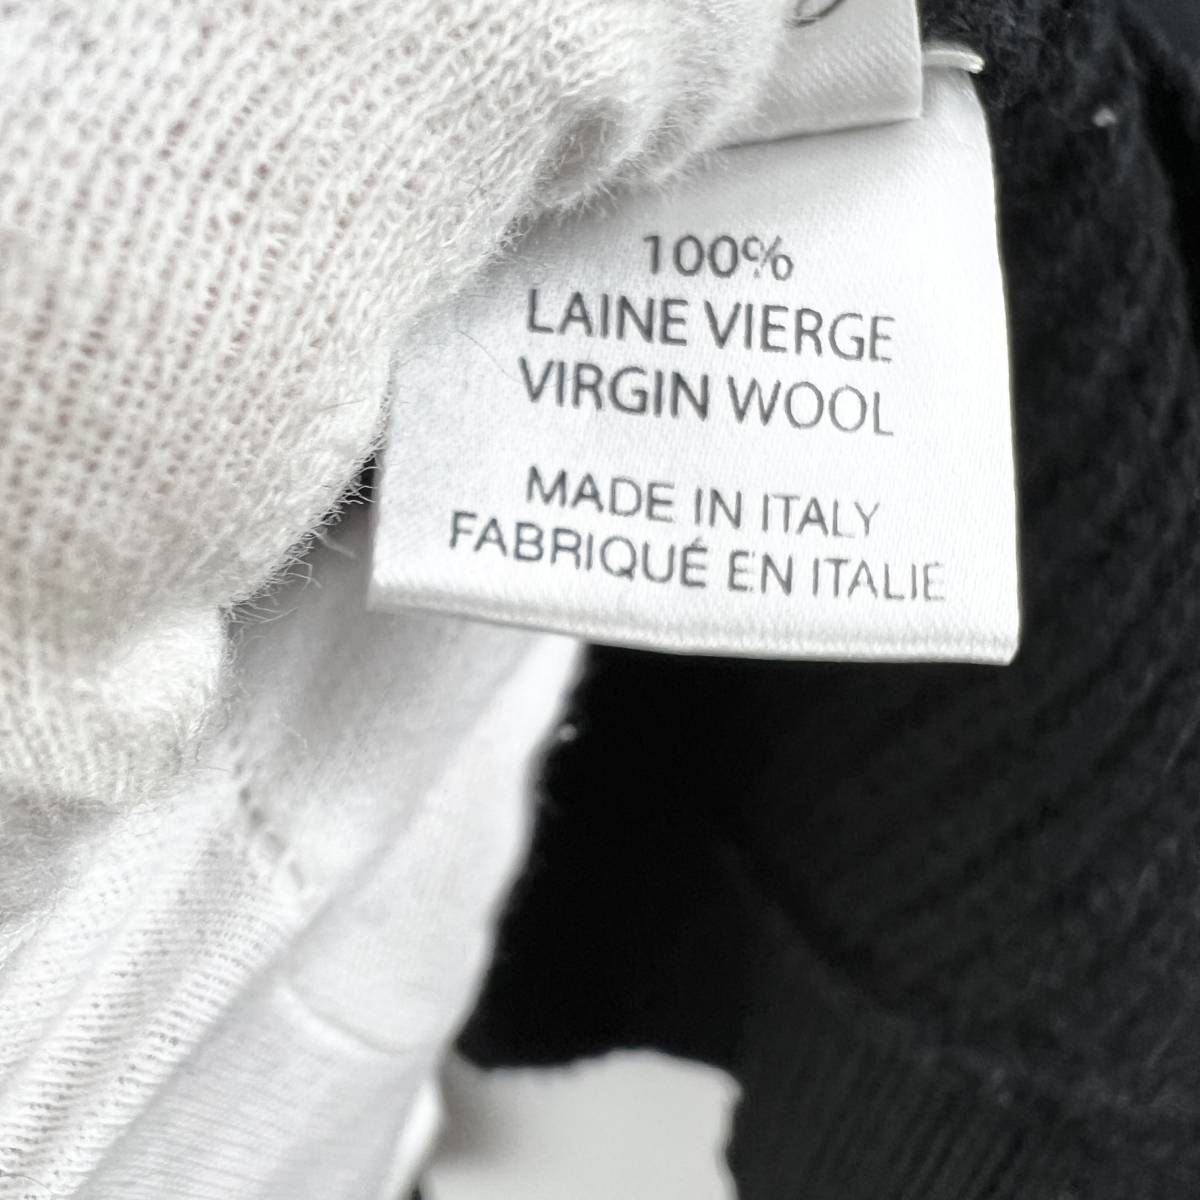 100%
LAINE VIERGE
VIRGIN WOOL
MADE IN ITALY
FABRIQUÉ EN ITALIE